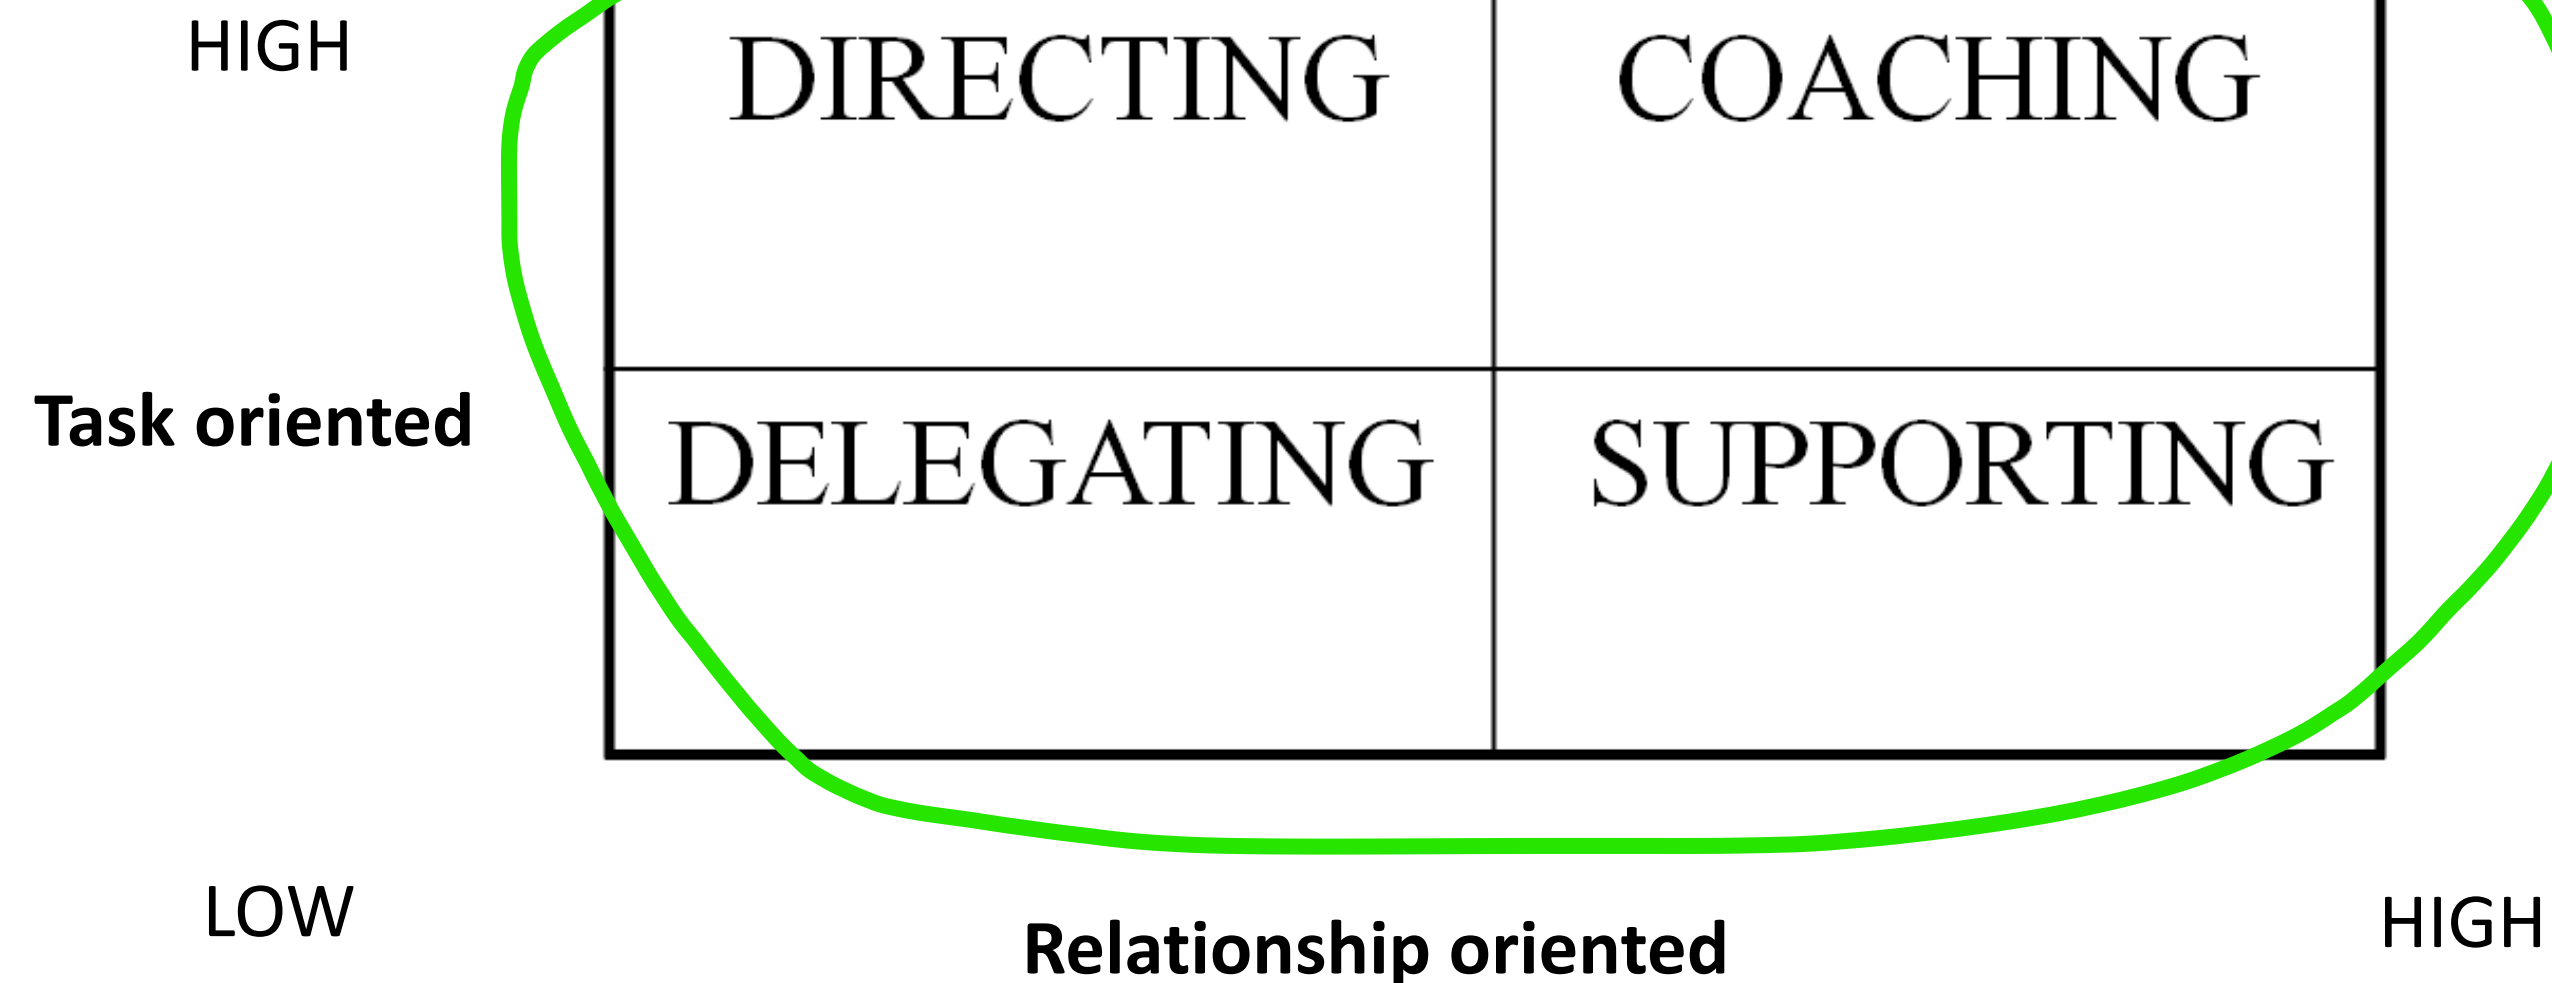 HIGH
DIRECTING
COACHING
Task oriented
DELEGATING
SUPPORTING
LOW
Relationship oriented
HIGH